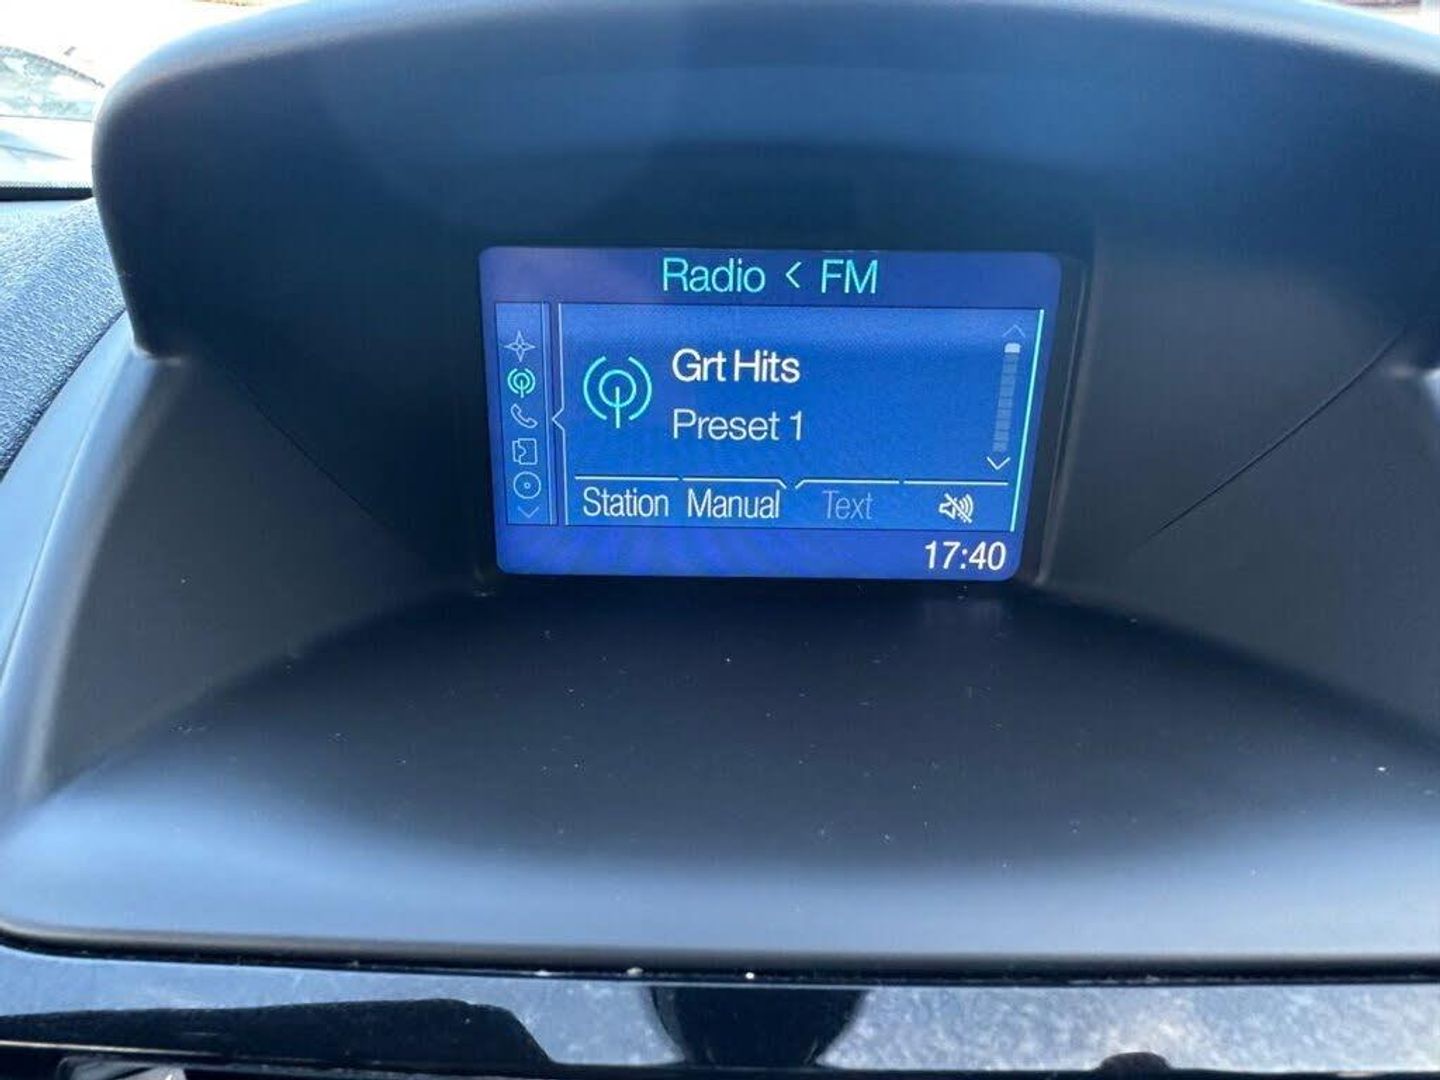 Radio < FM
Grt Hits
Preset 1
Station Manual Text
17:40